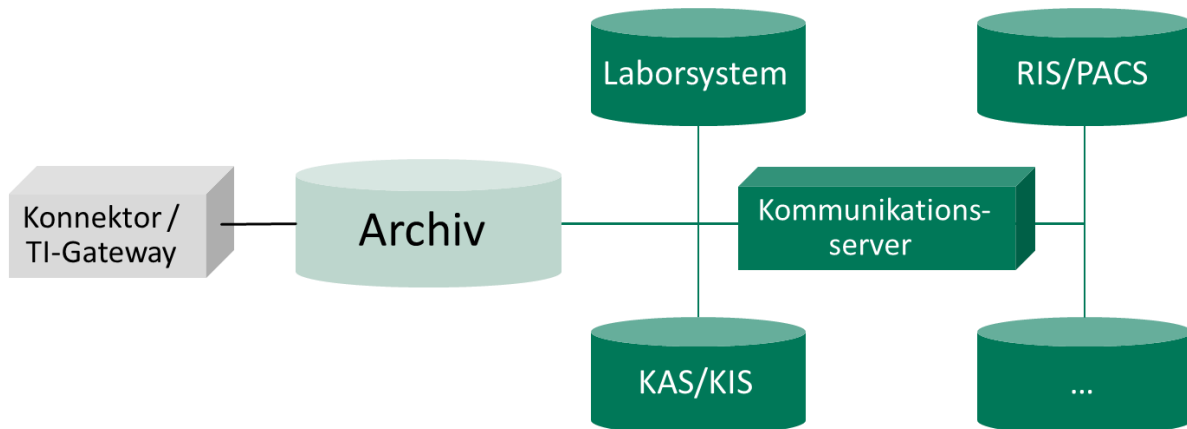 Laborsystem
RIS/PACS
Konnektor /
TI-Gateway
Archiv
Kommunikations-
server
KAS/KIS
...